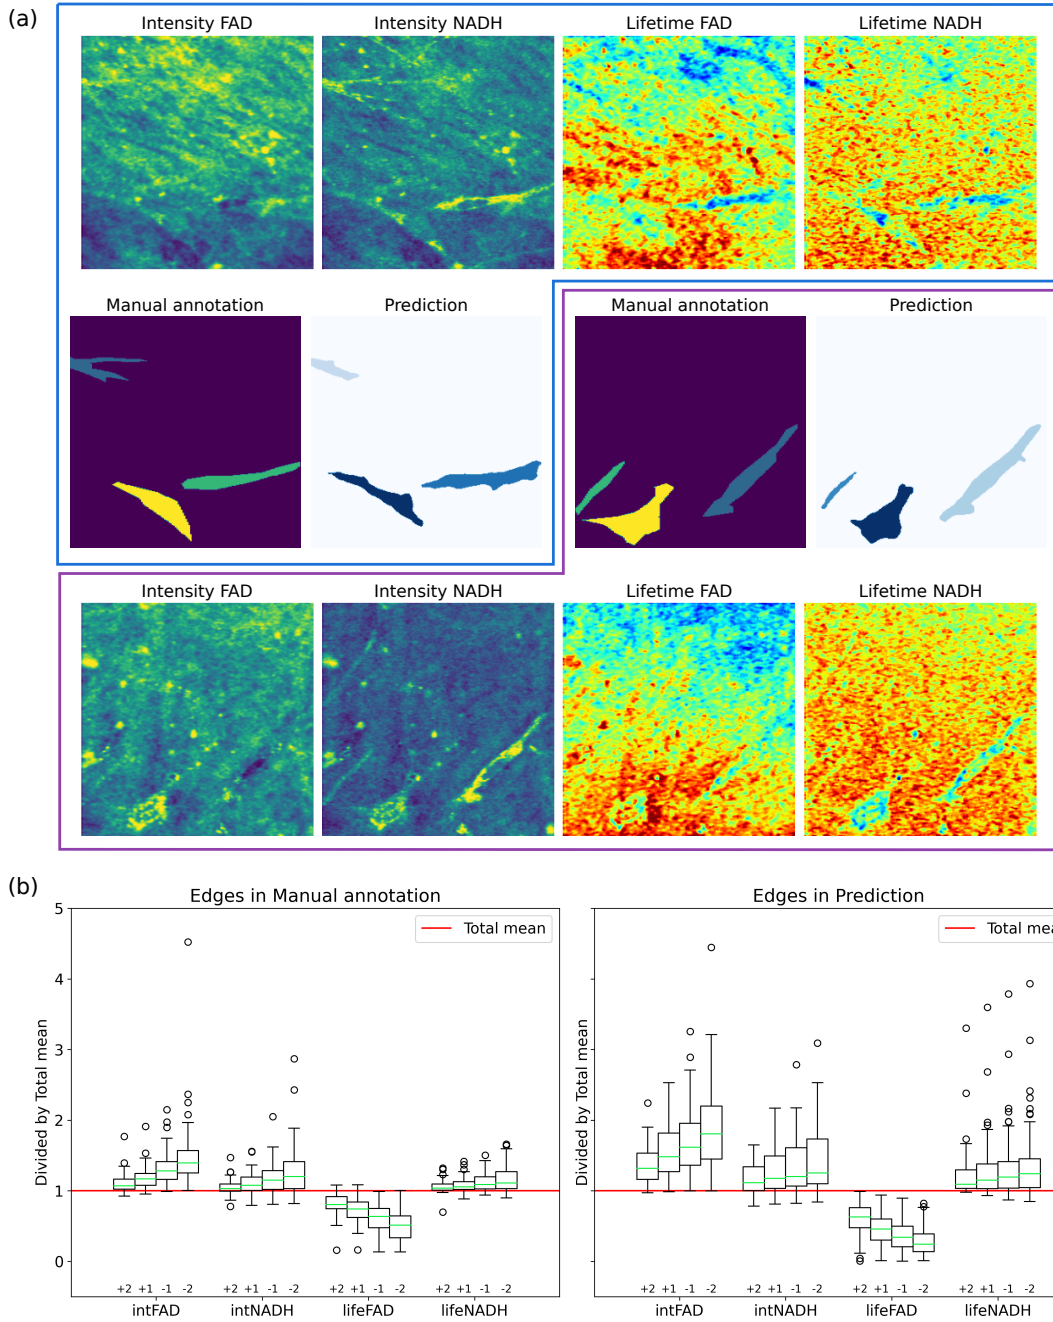 (a)
Intensity FAD Intensity NADH Lifetime FAD Lifetime NADH
Manual annotation Prediction Manual annotation Prediction
Intensity FAD Intensity NADH Lifetime FAD Lifetime NADH
(b)
Edges in Manual annotation Edges in Prediction
Total mean Total mea
Divided by Total mean
5
4
3
2
1
0
+2 +1 -1 -2 +2 +1 -1 -2 +2 +1 -1 -2 +2 +1 -1 -2
intFAD intNADH lifeFAD lifeNADH
Divided by Total mean
+2 +1 -1 -2 +2 +1 -1 -2 +2 +1 -1 -2 +2 +1 -1 -2
intFAD intNADH lifeFAD lifeNADH